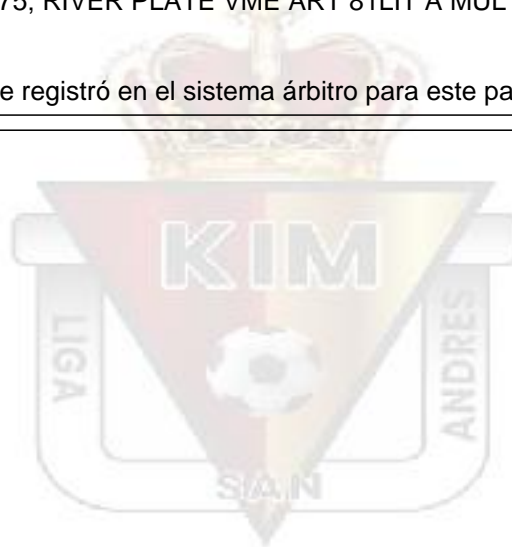 75, RIVER PLATE VME ART 81LIT A MUL
e registró en el sistema árbitro para este pa
KIM
LIGA
ANDRES
SAN